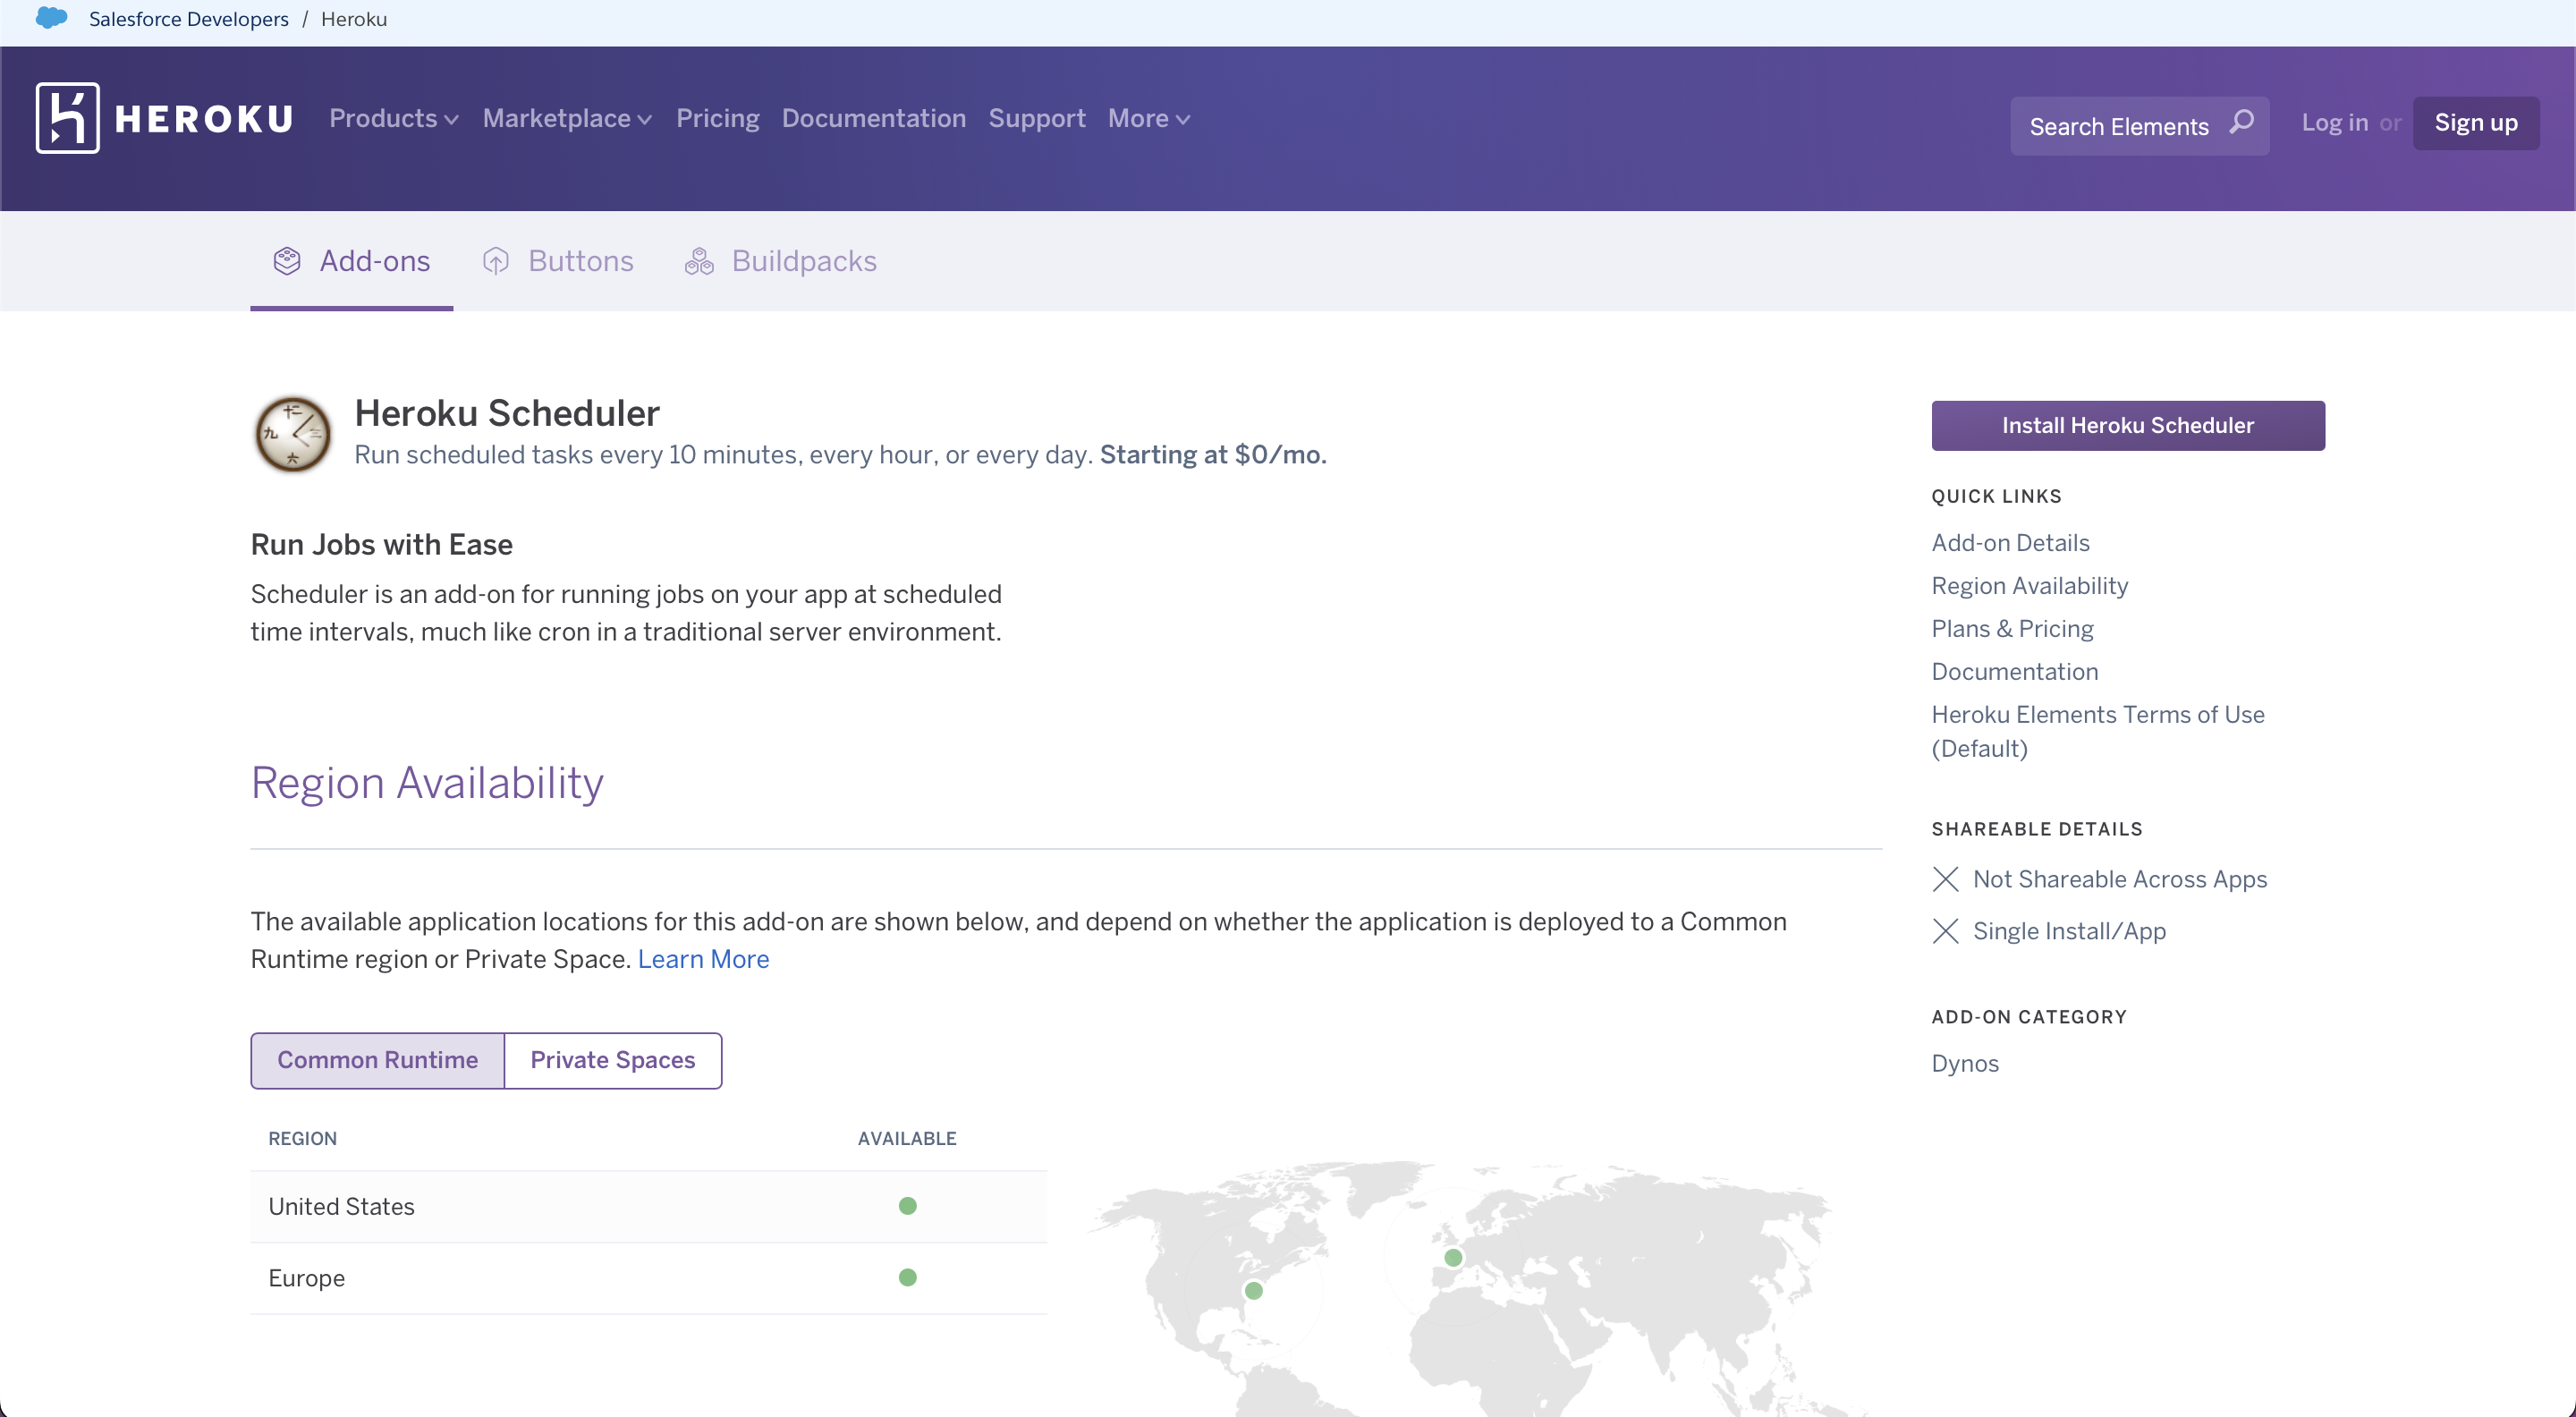 Salesforce Developers / Heroku
HEROKU
Products Marketplace Pricing Documentation Support More
Search Elements
Log in or Sign up
Add-ons Buttons Buildpacks
十二
三
六
九
Heroku Scheduler
Run scheduled tasks every 10 minutes, every hour, or every day. Starting at $0/mo.
Run Jobs with Ease
Scheduler is an add-on for running jobs on your app at scheduled
time intervals, much like cron in a traditional server environment.
Region Availability
The available application locations for this add-on are shown below, and depend on whether the application is deployed to a Common
Runtime region or Private Space. Learn More
Common Runtime Private Spaces
REGION AVAILABLE
United States
Europe
Install Heroku Scheduler
QUICK LINKS
Add-on Details
Region Availability
Plans & Pricing
Documentation
Heroku Elements Terms of Use
(Default)
SHAREABLE DETAILS
Not Shareable Across Apps
Single Install/App
ADD-ON CATEGORY
Dynos